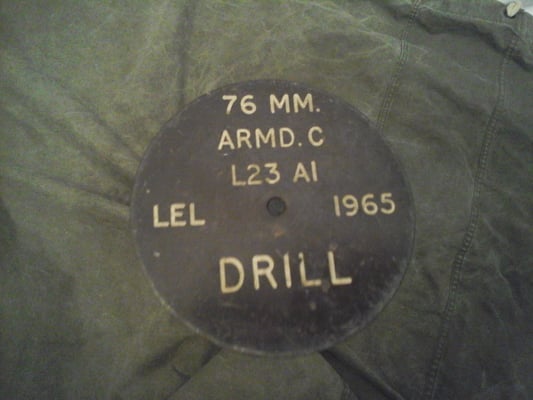 76 MM.
ARMD. C
L23 A1
LEL 1965
DRILL